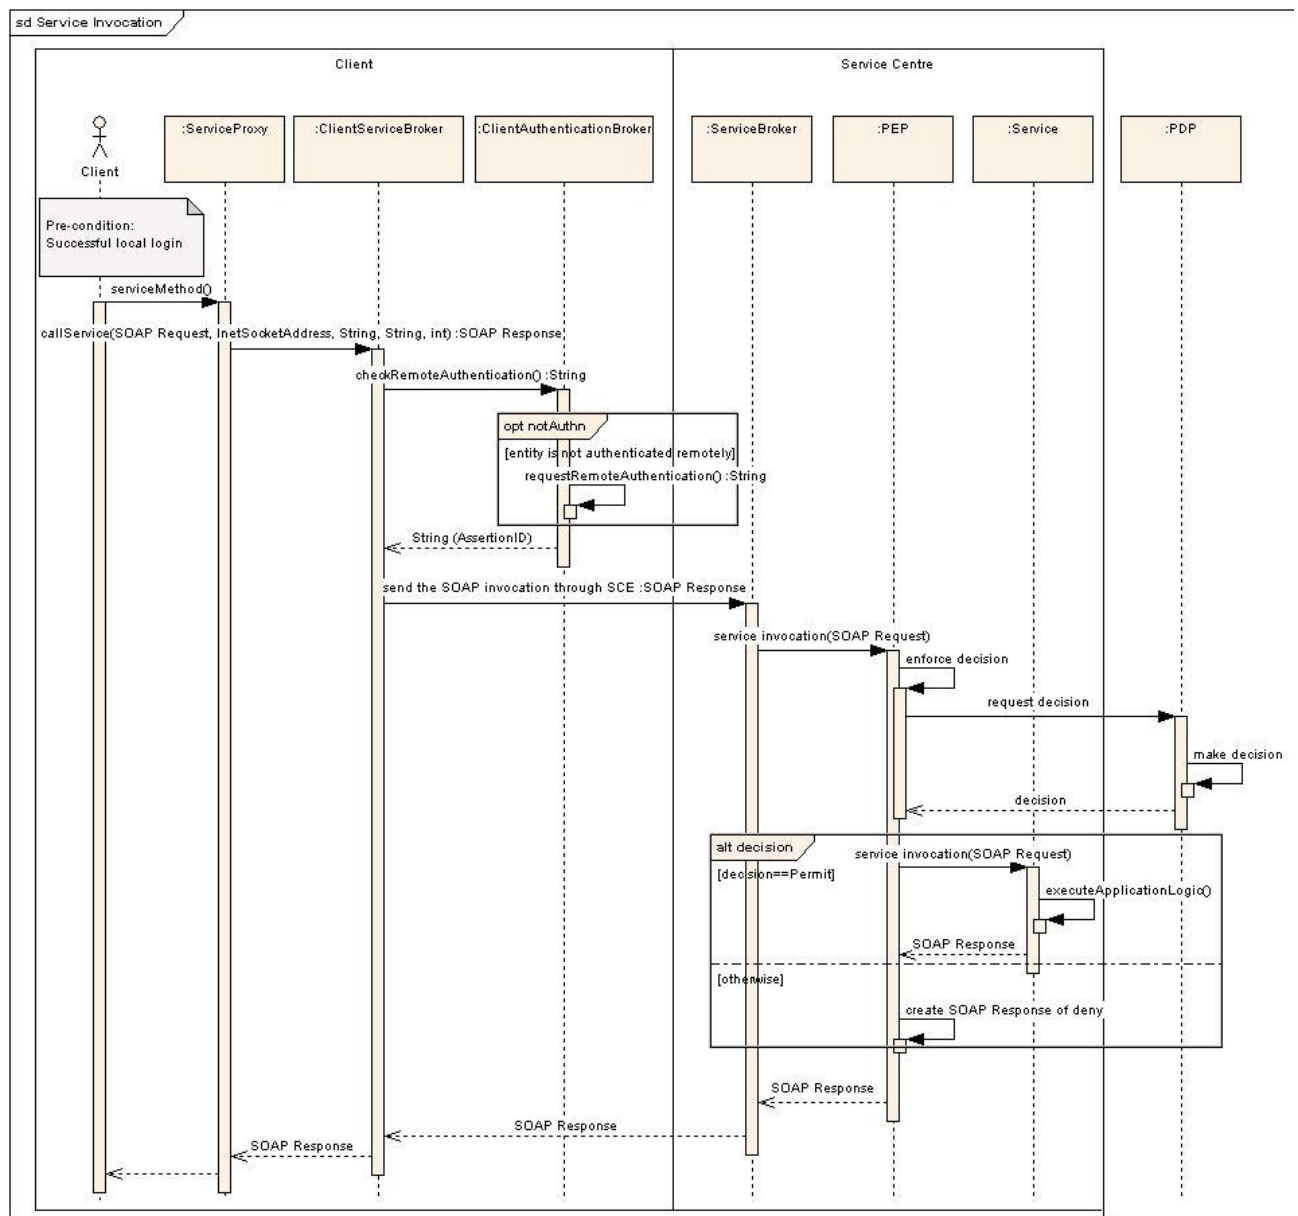 sd Service Invocation
Client
Service Centre
:ServiceProxy
:ClientServiceBroker
:ClientAuthenticationBroker
:ServiceBroker
:PEP
:Service
:PDP
Client
Pre-condition:
Successful local login
serviceMethod()
callService(SOAP Request, InetSocketAddress, String, String, int) :SOAP Response
checkRemoteAuthentication() :String
opt notAuthn
[entity is not authenticated remotely]
requestRemoteAuthentication() :String
String (AssertionID)
send the SOAP invocation through SCE :SOAP Response
service invocation(SOAP Request)
enforce decision
request decision
make decision
decision
alt decision
service invocation(SOAP Request)
[decision==Permit]
executeApplicationLogic()
SOAP Response
[otherwise]
create SOAP Response of deny
SOAP Response
SOAP Response
SOAP Response